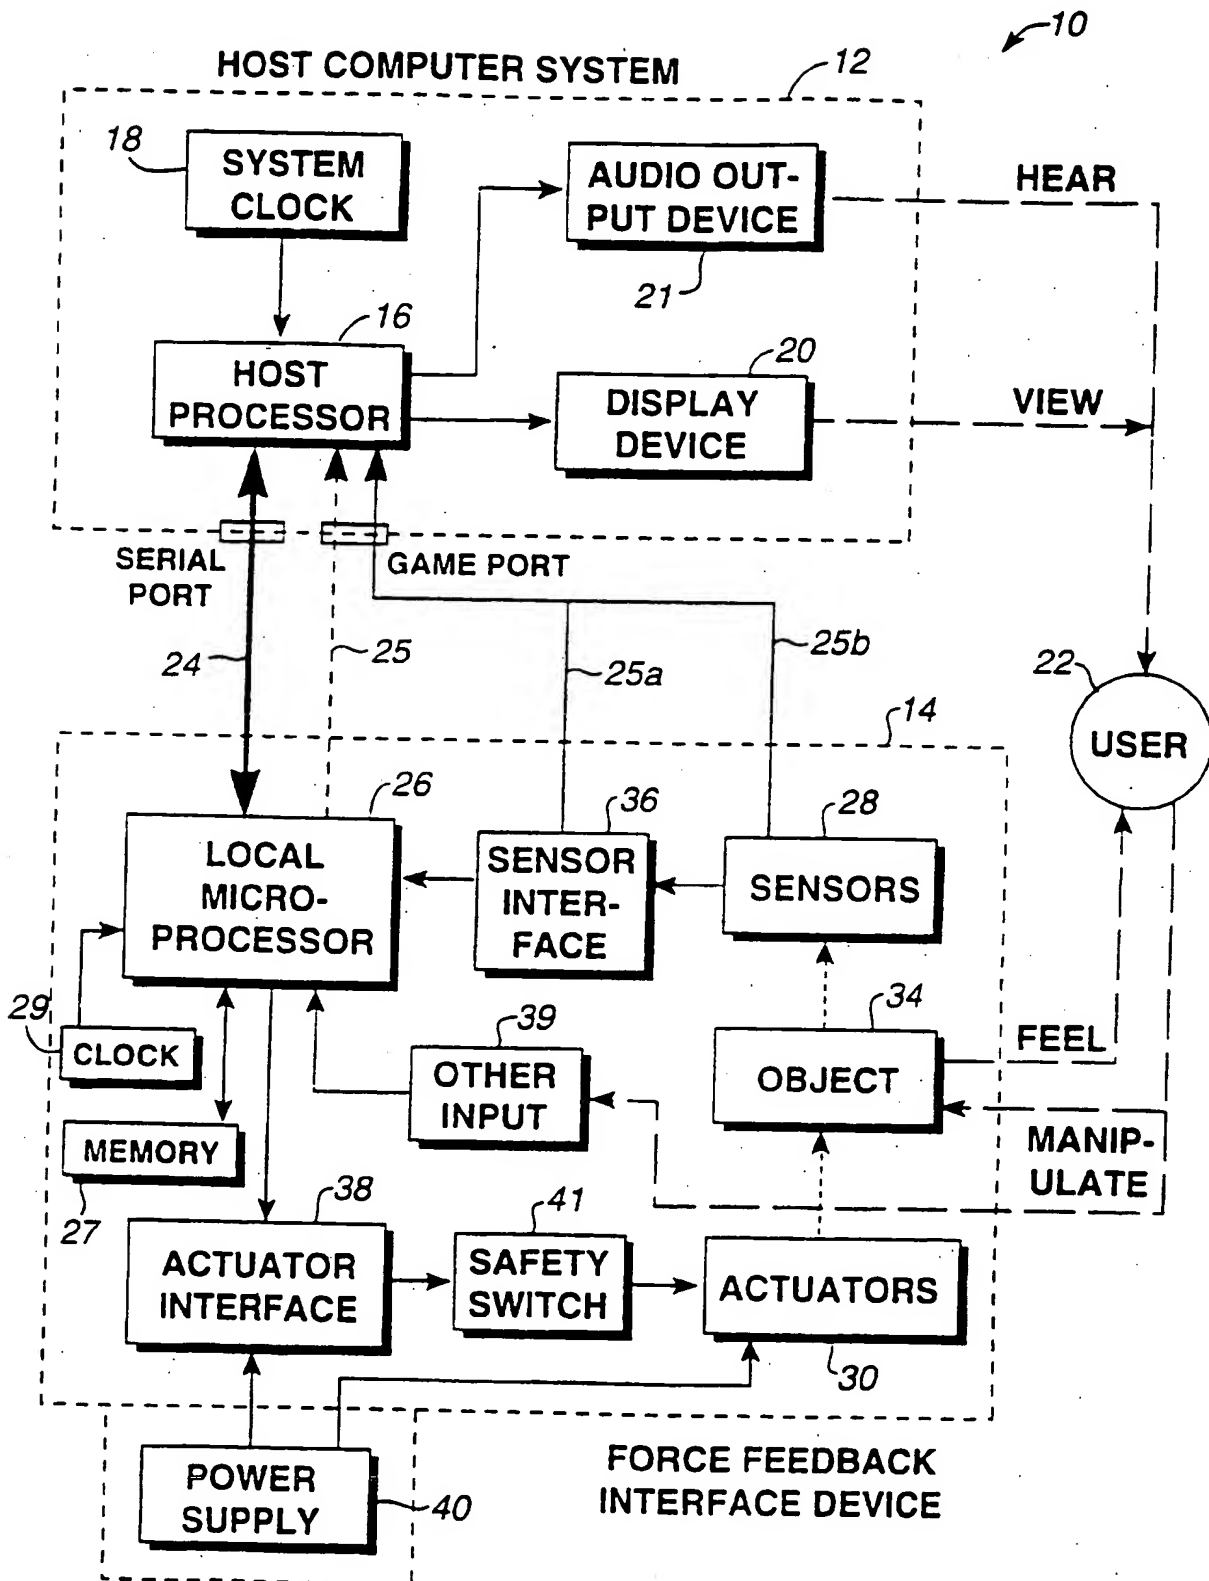 10
HOST COMPUTER SYSTEM
12
18
SYSTEM
CLOCK
AUDIO OUT-
PUT DEVICE
21
HEAR
16
HOST
PROCESSOR
20
DISPLAY
DEVICE
VIEW
SERIAL
PORT
GAME PORT
24
25
25a
25b
22
USER
14
26
LOCAL
MICRO-
PROCESSOR
36
SENSOR
INTER-
FACE
28
SENSORS
29
CLOCK
39
OTHER
INPUT
34
OBJECT
FEEL
MANIP-
ULATE
MEMORY
27
38
ACTUATOR
INTERFACE
41
SAFETY
SWITCH
ACTUATORS
30
POWER
SUPPLY
40
FORCE FEEDBACK
INTERFACE DEVICE